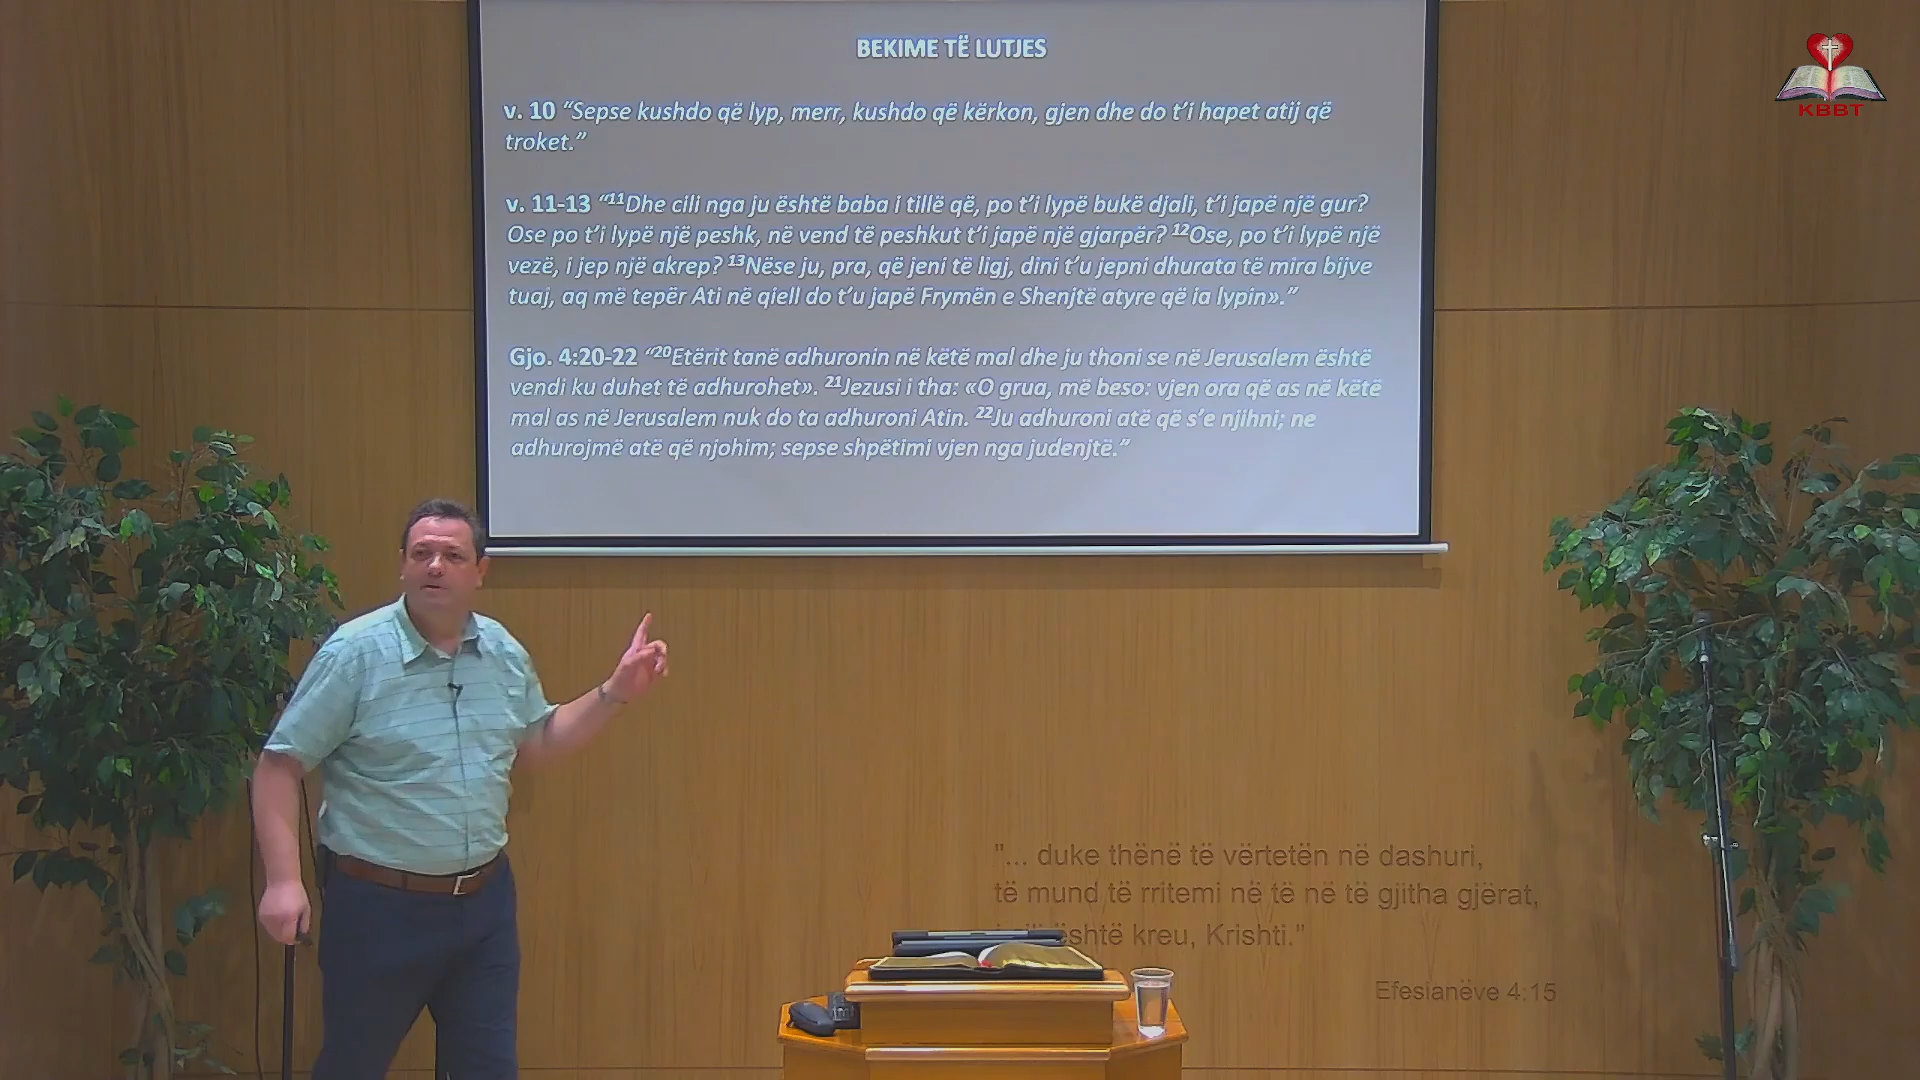 BEKIME TË LUTJES
v. 10 “Sepse kushdo që lyp, merr, kushdo që kërkon, gjen dhe do t’i hapet atij që
troket.”
v. 11-13 “¹¹Dhe cili nga ju është baba i tillë që, po t’i lypë bukë djali, t’i japë një gur?
Ose po t’i lypë një peshk, në vend të peshkut t’i japë një gjarpër? ¹²Ose, po t’i lypë një
vezë, i jep një akrep? ¹³Nëse ju, pra, që jeni të ligj, dini t’u jepni dhurata të mira bijve
tuaj, aq më tepër Ati në qiell do t’u japë Frymën e Shenjtë atyre që ia lypin».”
Gjo. 4:20-22 “²⁰Etërit tanë adhuronin në këtë mal dhe ju thoni se në Jerusalem është
vendi ku duhet të adhurohet». ²¹Jezusi i tha: «O grua, më beso: vjen ora që as në këtë
mal as në Jerusalem nuk do ta adhuroni Atin. ²²Ju adhuroni atë që s’e njihni; ne
adhurojmë atë që njohim; sepse shpëtimi vjen nga judenjtë.”
KBBT
"... duke thënë të vërtetën në dashuri,
të mund të rritemi në të në të gjitha gjërat,
është kreu, Krishti."
Efesianëve 4:15